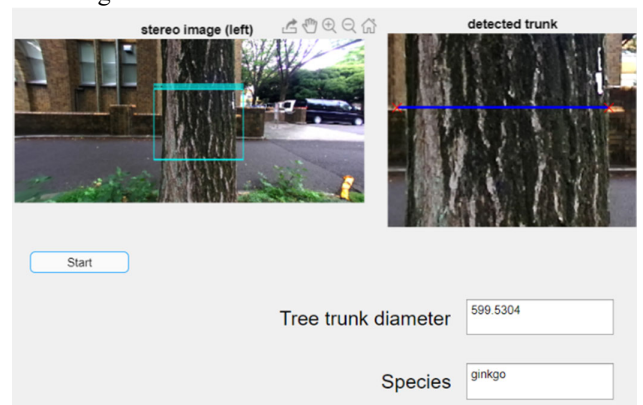 stereo image (left)
detected trunk
Start
Tree trunk diameter
599.5304
Species
ginkgo